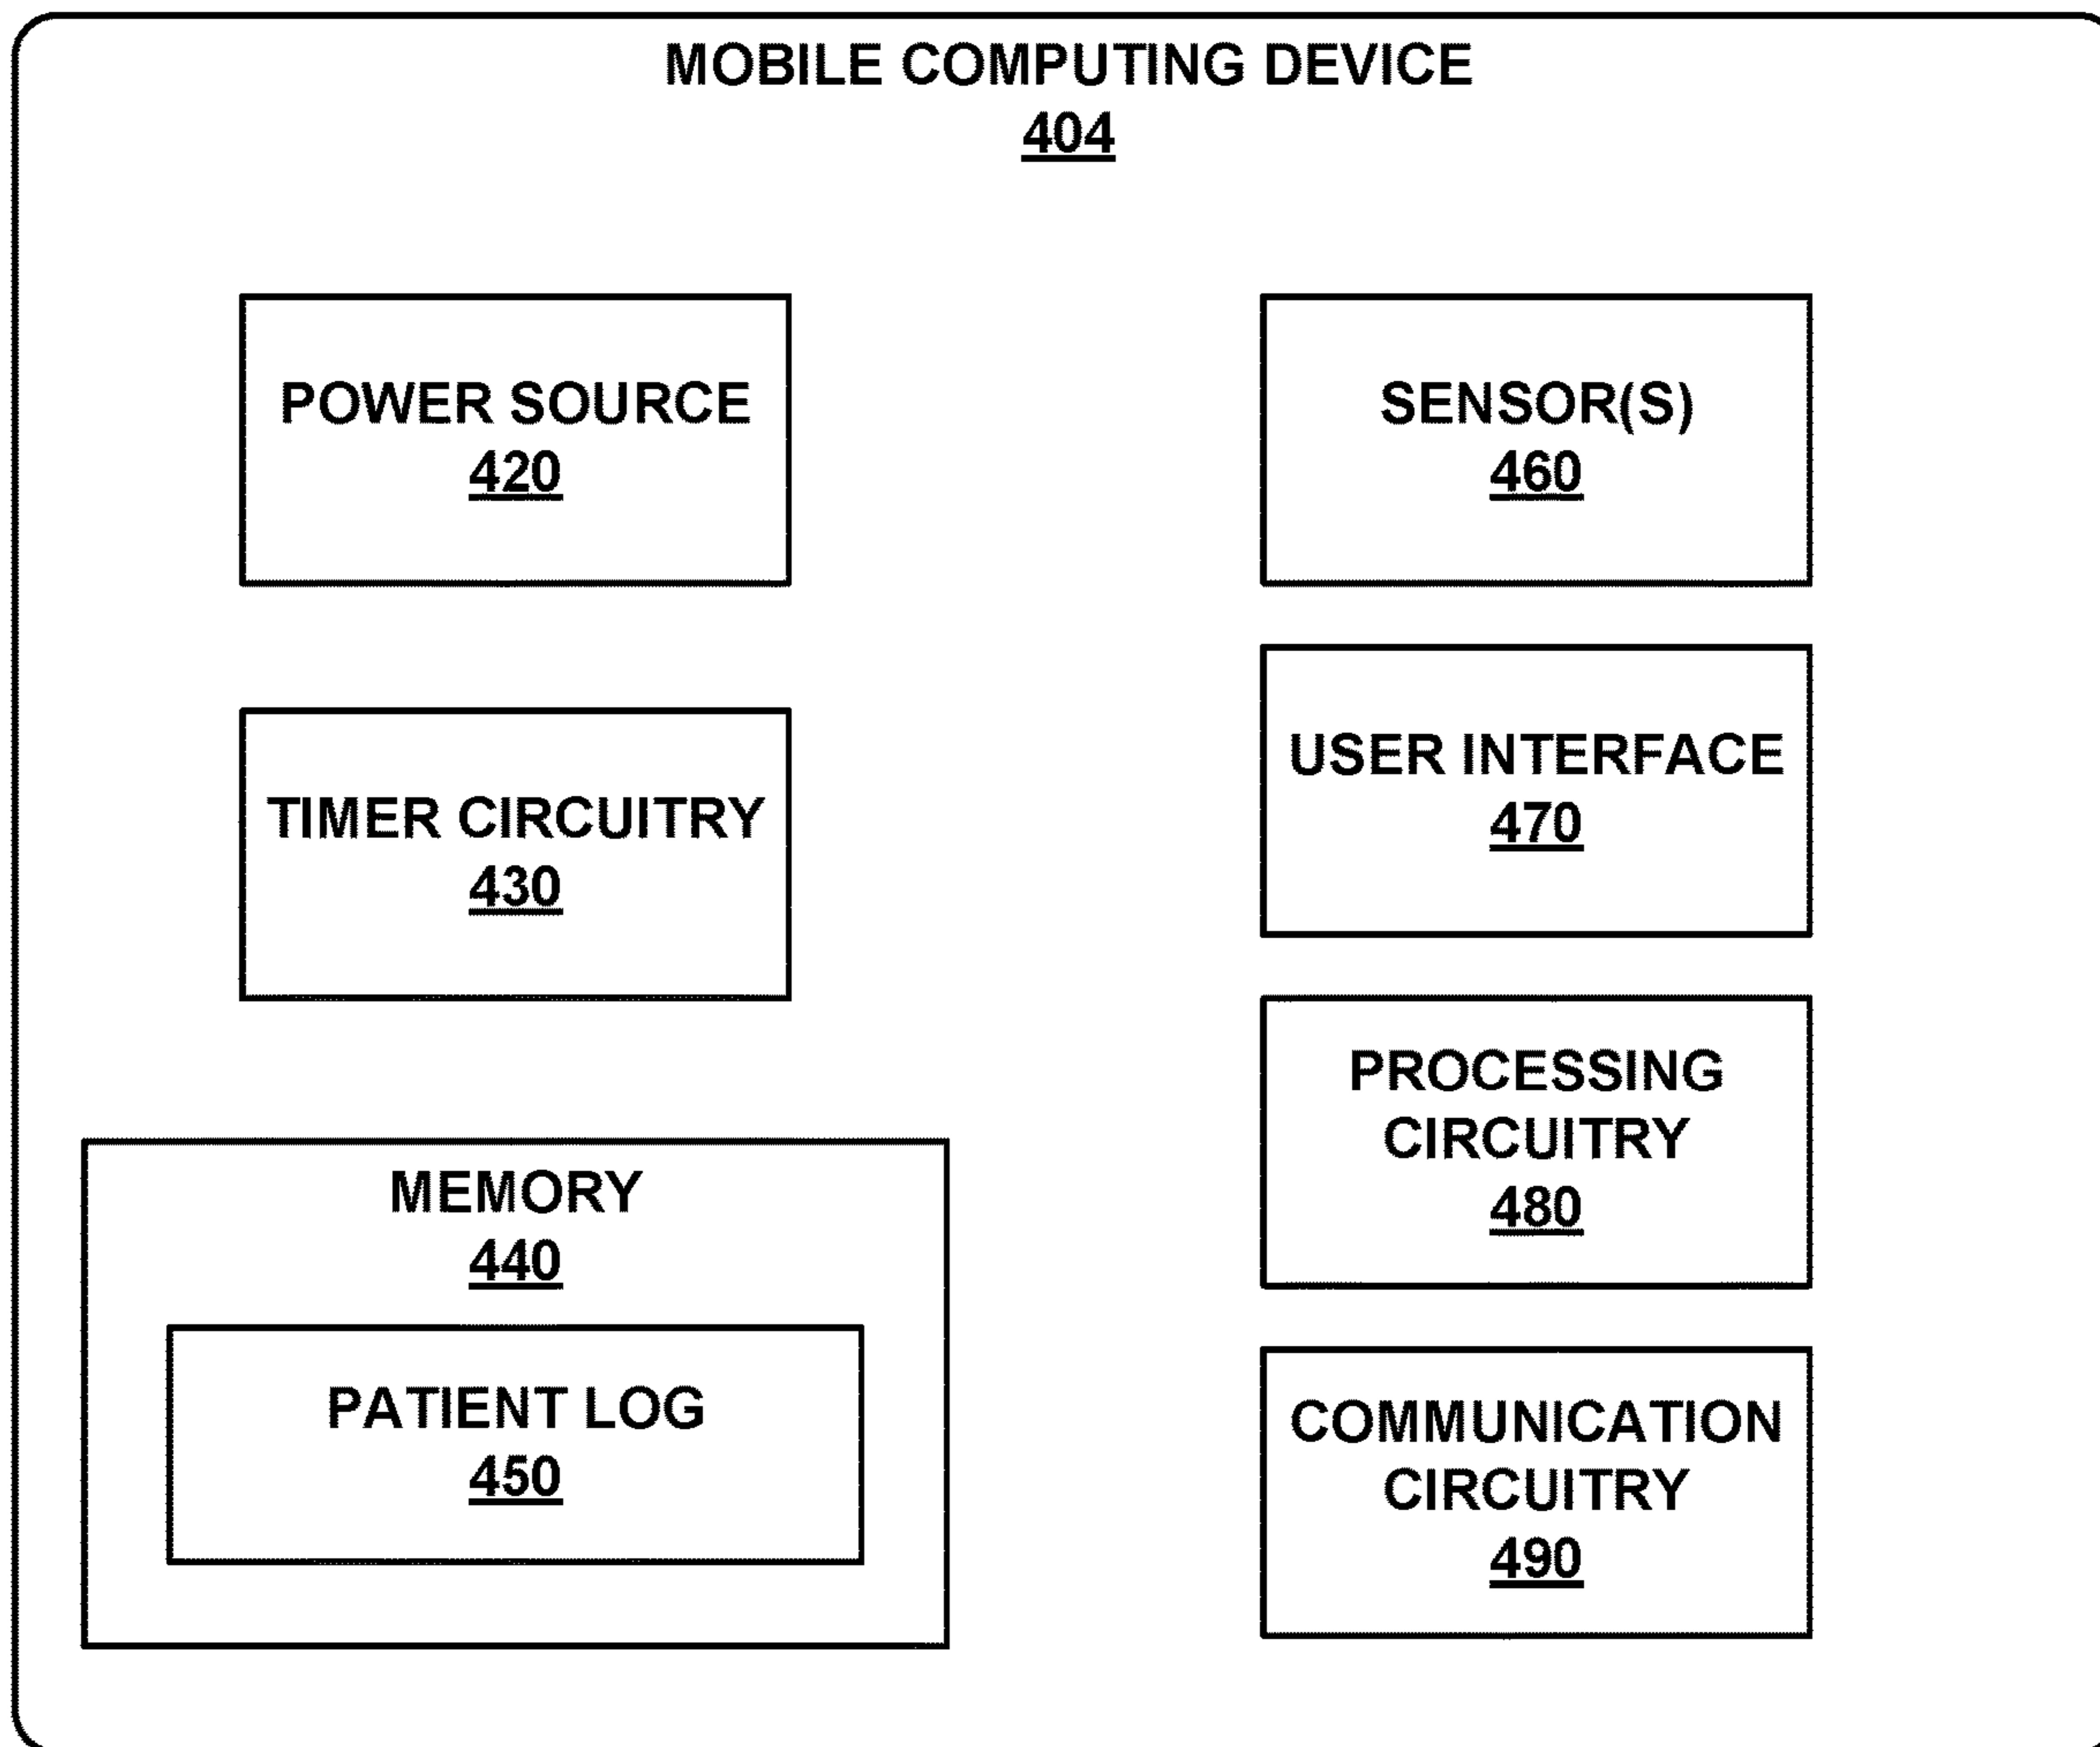 MOBILE COMPUTING DEVICE
404
POWER SOURCE
420
TIMER CIRCUITRY
430
MEMORY
440
PATIENT LOG
450
SENSOR(S)
460
USER INTERFACE
470
PROCESSING
CIRCUITRY
480
COMMUNICATION
CIRCUITRY
490